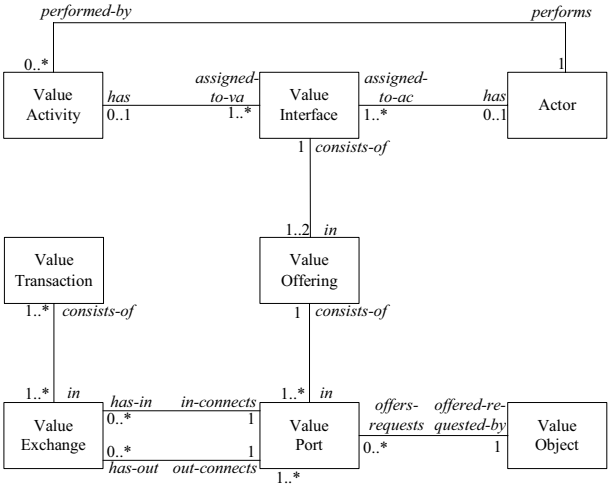 performed-by performs
0..* 1
Value Activity
has
0..1
assigned-
to-va
1..*
Value Interface
assigned-
to-ac
1..*
has
0..1
Actor
1 consists-of
1..2 in
Value Transaction
Value Offering
1..* consists-of
1 consists-of
1..* in
1..* in
Value Exchange
has-in in-connects
0..* 1
0..* 1
has-out out-connects
Value Port
1..*
offers-
requests
0..*
offered-re-
quested-by
1
Value Object